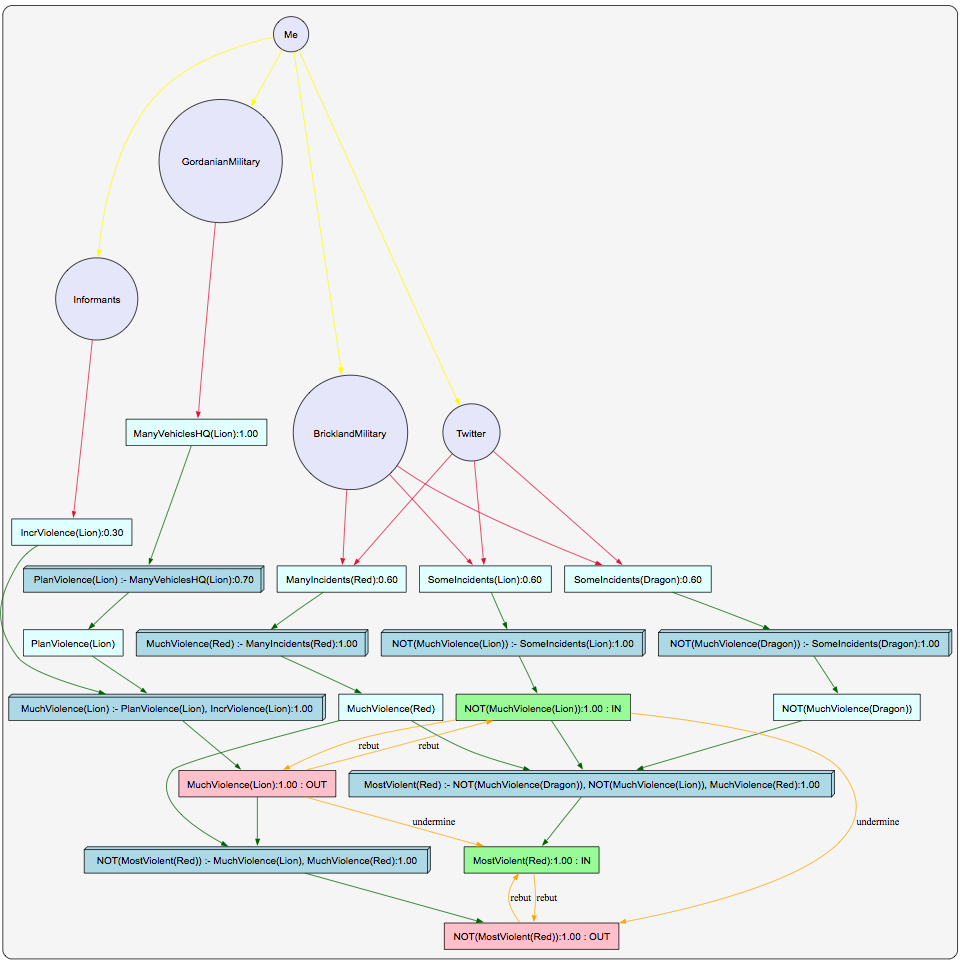 Me
GordanianMilitary
Informants
BricklandMilitary
Twitter
ManyVehiclesHQ(Lion):1.00
IncrViolence(Lion):0.30
PlanViolence(Lion) :- ManyVehiclesHQ(Lion):0.70
ManyIncidents(Red):0.60
SomeIncidents(Lion):0.60
SomeIncidents(Dragon):0.60
PlanViolence(Lion)
MuchViolence(Red) :- ManyIncidents(Red):1.00
NOT(MuchViolence(Lion)) :- SomeIncidents(Lion):1.00
NOT(MuchViolence(Dragon)) :- SomeIncidents(Dragon):1.00
MuchViolence(Lion) :- PlanViolence(Lion), IncrViolence(Lion):1.00
MuchViolence(Red)
NOT(MuchViolence(Lion)):1.00 : IN
NOT(MuchViolence(Dragon))
rebut
rebut
MuchViolence(Lion):1.00 : OUT
MostViolent(Red) :- NOT(MuchViolence(Dragon)), NOT(MuchViolence(Lion)), MuchViolence(Red):1.00
undermine
undermine
NOT(MostViolent(Red)) :- MuchViolence(Lion), MuchViolence(Red):1.00
MostViolent(Red):1.00 : IN
rebut
rebut
NOT(MostViolent(Red)):1.00 : OUT